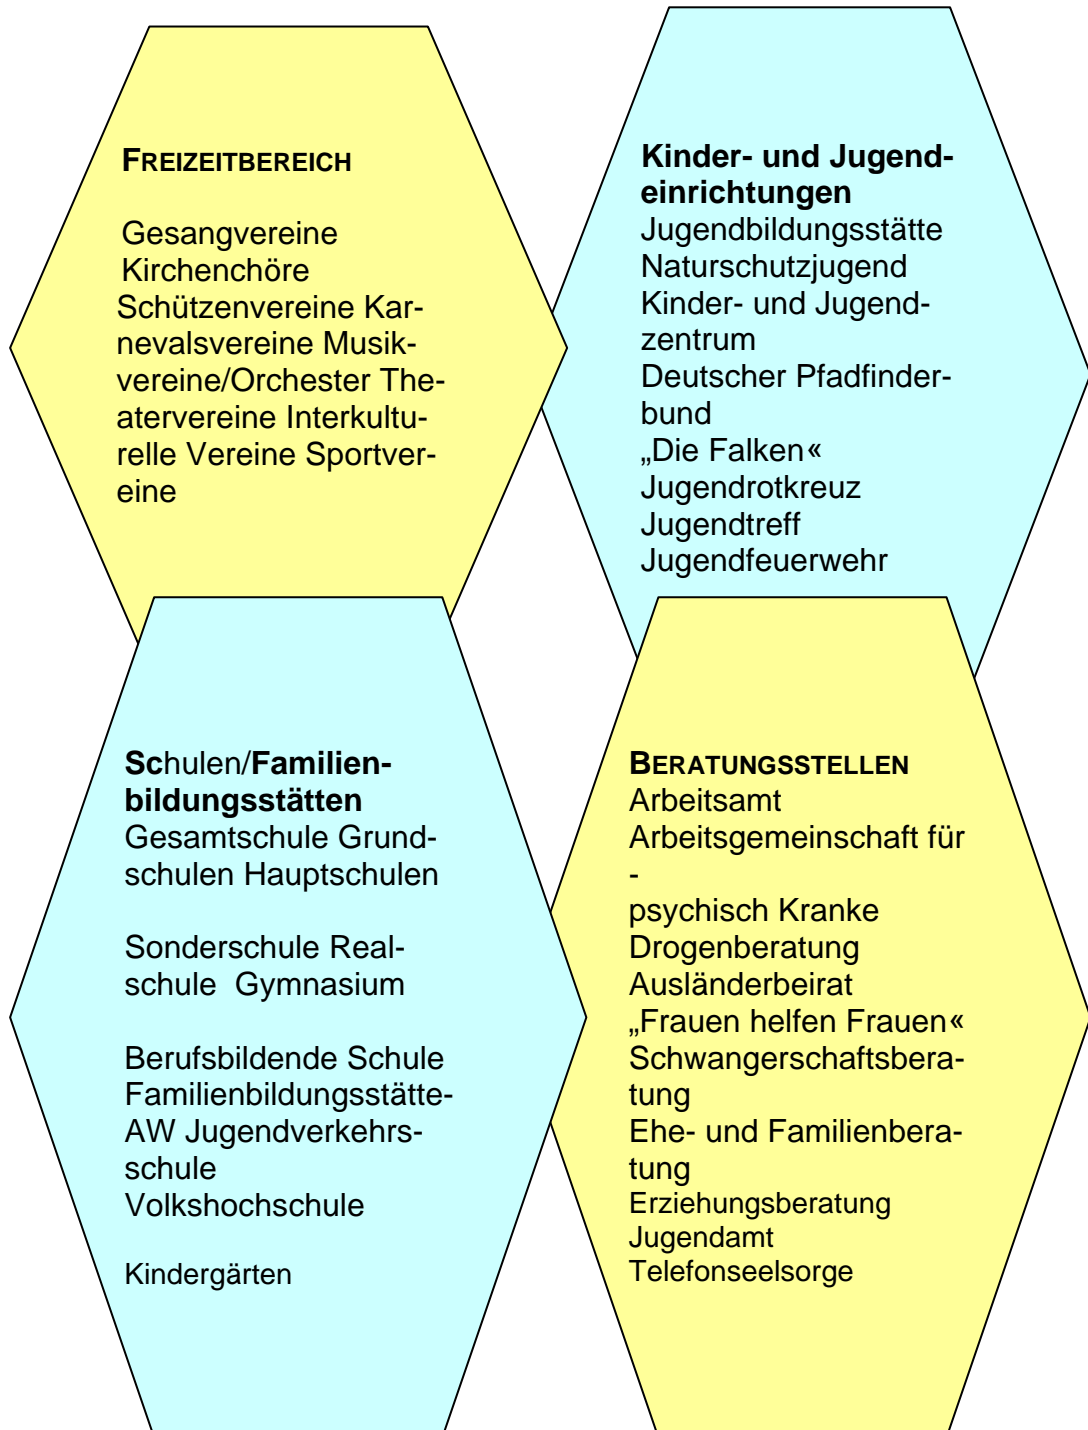 FREIZEITBEREICH
Gesangvereine
Kirchenchöre
Schützenvereine Kar-
nevalsvereine Musik-
vereine/Orchester The-
atervereine Interkultu-
relle Vereine Sportver-
eine
Kinder- und Jugend-
einrichtungen
Jugendbildungsstätte
Naturschutzjugend
Kinder- und Jugend-
zentrum
Deutscher Pfadfinder-
bund
„Die Falken«
Jugendrotkreuz
Jugendtreff
Jugendfeuerwehr
Schulen/Familien-
bildungsstätten
Gesamtschule Grund-
schulen Hauptschulen
Sonderschule Real-
schule  Gymnasium
Berufsbildende Schule
Familienbildungsstätte-
AW Jugendverkehrs-
schule
Volkshochschule
Kindergärten
BERATUNGSSTELLEN
Arbeitsamt
Arbeitsgemeinschaft für
-
psychisch Kranke
Drogenberatung
Ausländerbeirat
„Frauen helfen Frauen«
Schwangerschaftsbera-
tung
Ehe- und Familienbera-
tung
Erziehungsberatung
Jugendamt
Telefonseelsorge